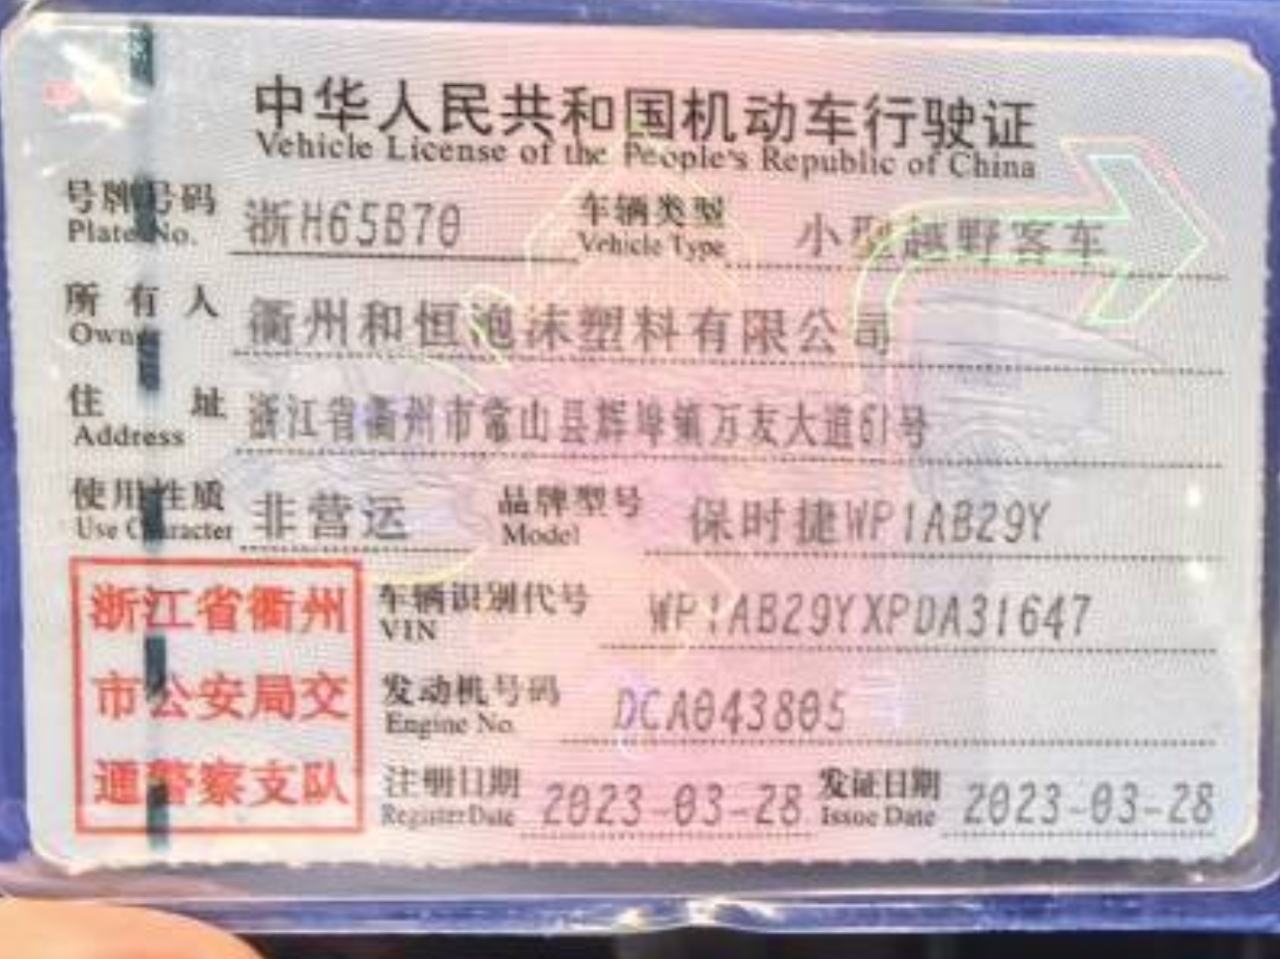 中华人民共和国机动车行驶证
Vehicle License of the People's Republic of China
号牌号码 浙H65B70 车辆类型 小型越野客车
Plate No. Vehicle Type
所有人 衢州和恒泡沫塑料有限公司
Owner
住址 浙江省衢州市常山县辉埠镇万友大道61号
Address
使用性质 非营运 品牌型号 保时捷WP1AB29Y
Use Character Model
浙江省衢州
市公安局交
通警察支队
车辆识别代号 WP1AB29YXPDA31647
VIN
发动机号码 DCA043805
Engine No.
注册日期 2023-03-28 发证日期 2023-03-28
Register Date Issue Date